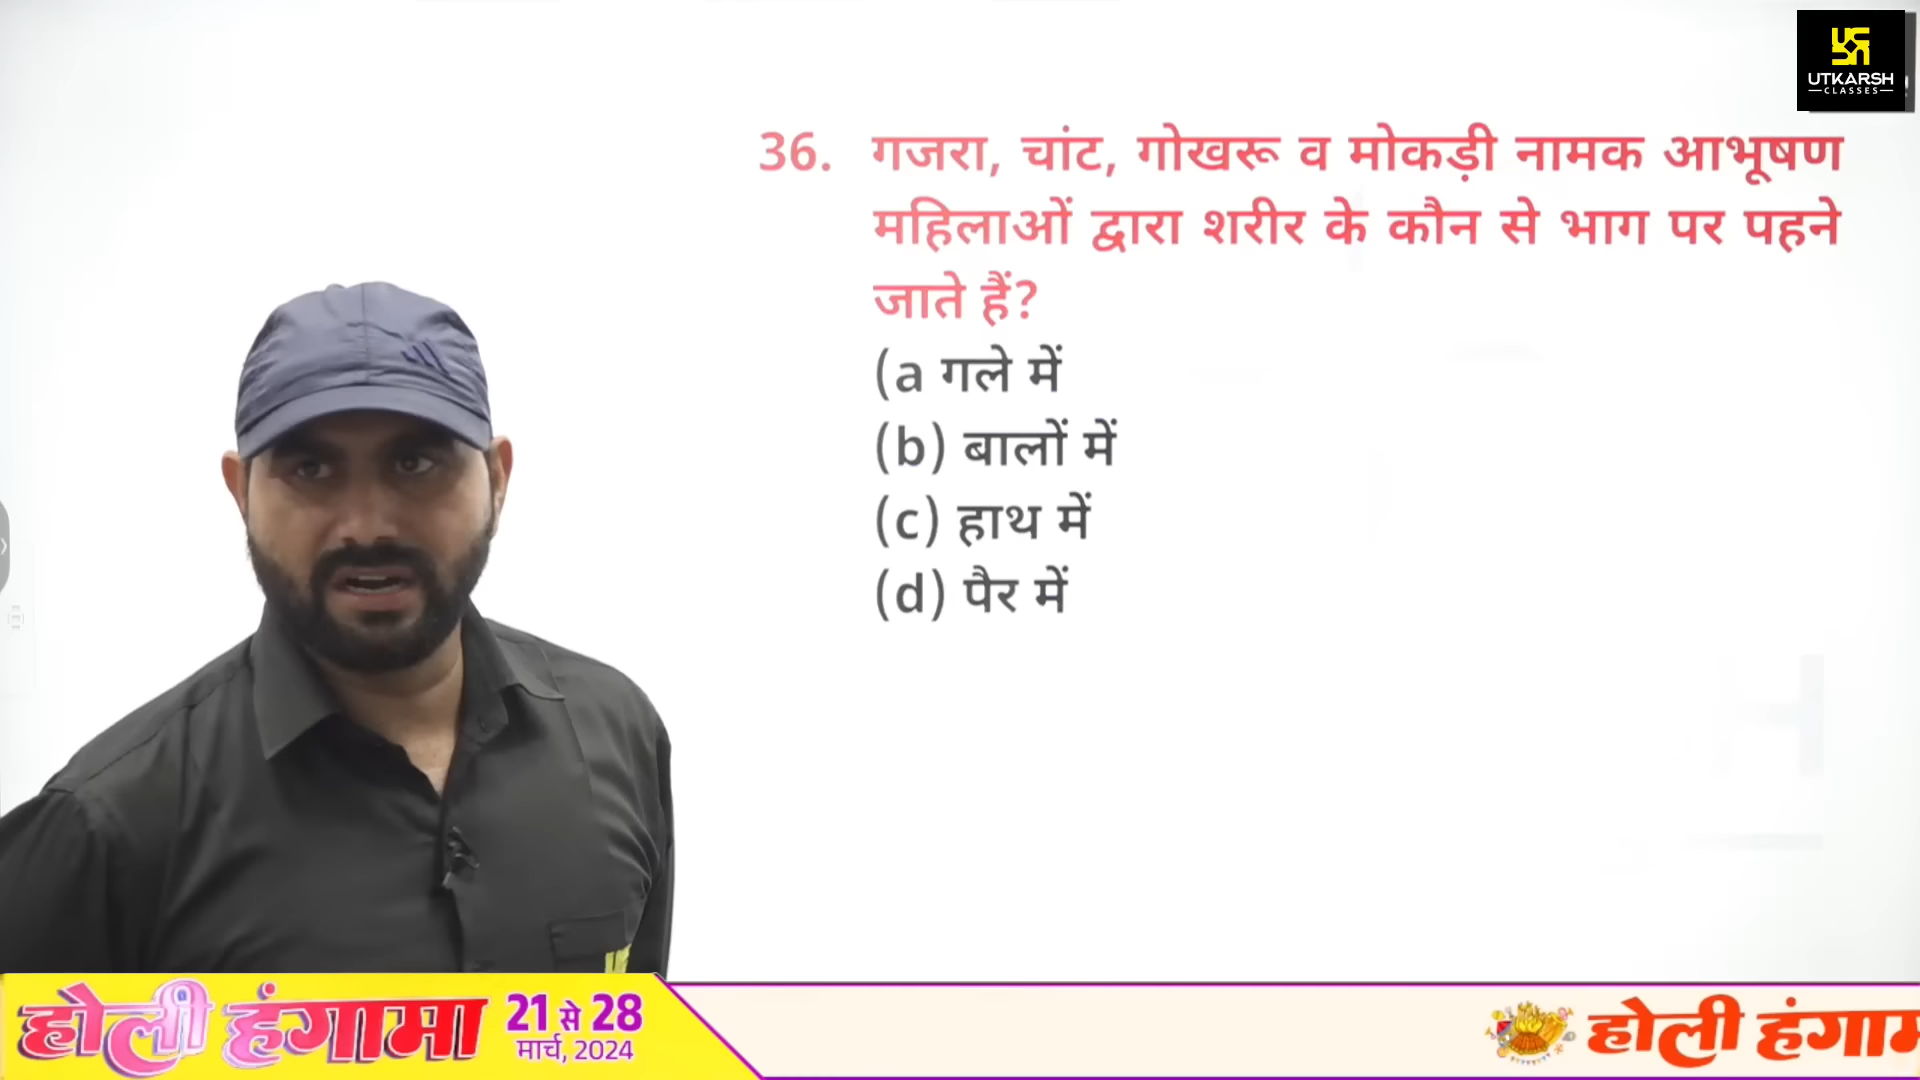 UTKARSH
CLASSES
36. गजरा, चांट, गोखरू व मोकड़ी नामक आभूषण
महिलाओं द्वारा शरीर के कौन से भाग पर पहने
जाते हैं?
(a गले में
(b) बालों में
(c) हाथ में
(d) पैर में
होली हंगामा 21 से 28
मार्च, 2024
होली हंगाम